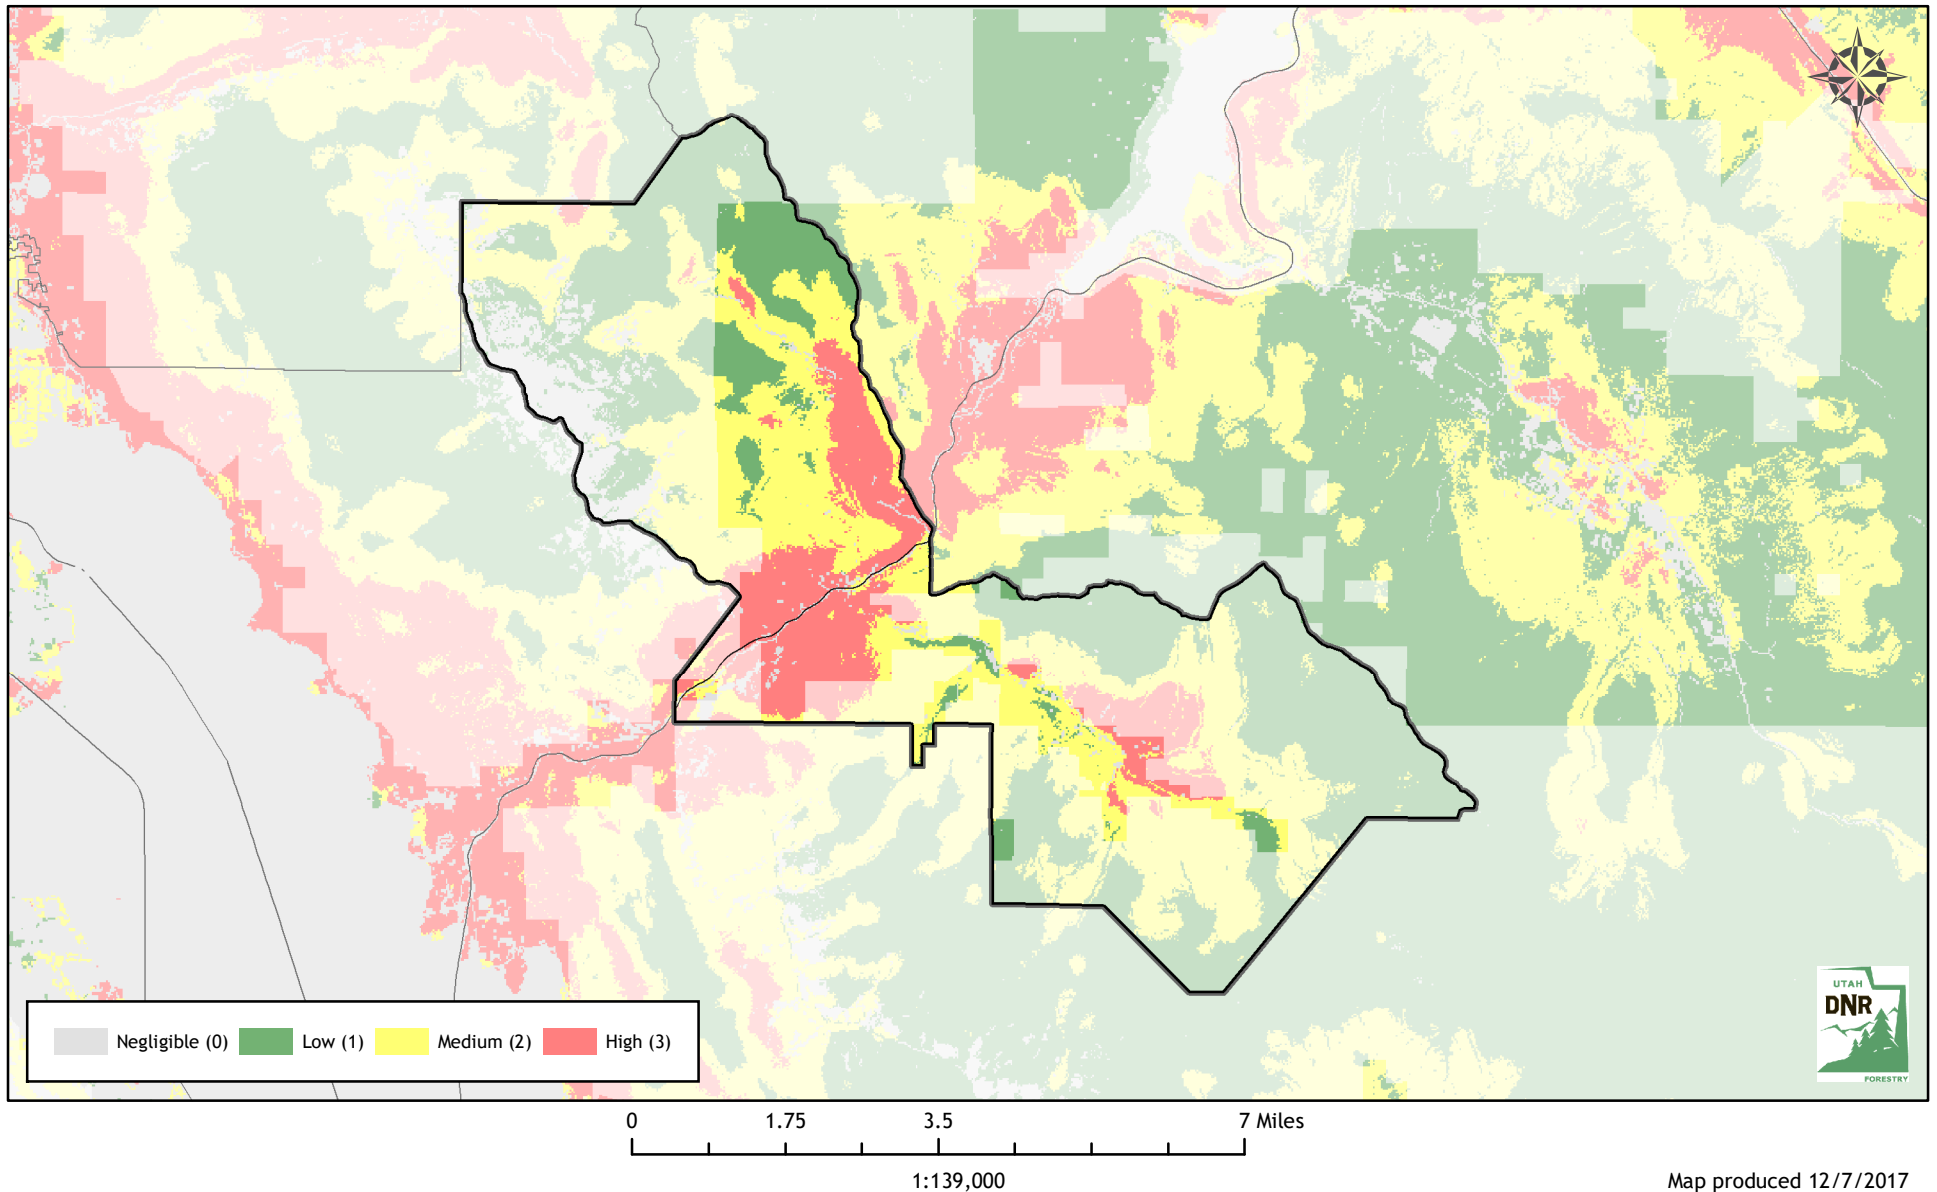 Negligible (0) Low (1) Medium (2) High (3)
UTAH
DNR
FORESTRY
0 1.75 3.5 7 Miles
1:139,000
Map produced 12/7/2017